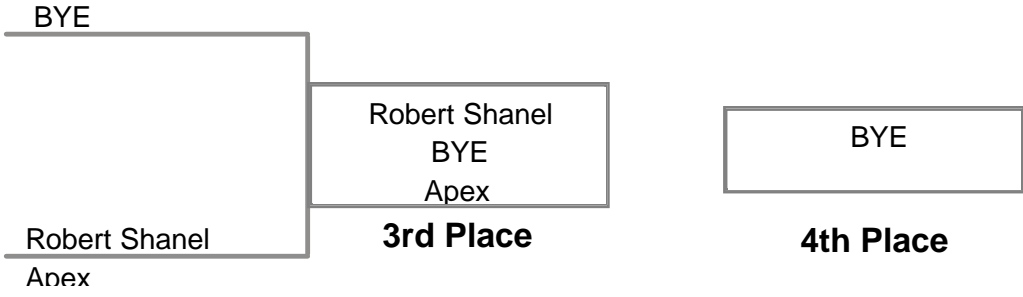 BYE
Robert Shanel
BYE
Apex
3rd Place
BYE
4th Place
Robert Shanel
Apex